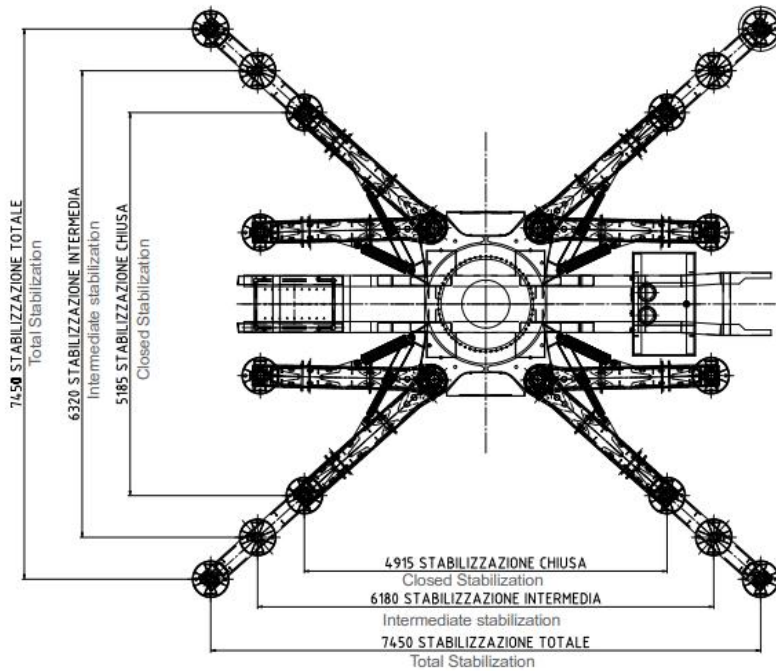 7450 STABILIZZAZIONE TOTALE
Total Stabilization
6320 STABILIZZAZIONE INTERMEDIA
Intermediate stabilization
5185 STABILIZZAZIONE CHIUSA
Closed Stabilization
4915 STABILIZZAZIONE CHIUSA
Closed Stabilization
6180 STABILIZZAZIONE INTERMEDIA
Intermediate stabilization
7450 STABILIZZAZIONE TOTALE
Total Stabilization